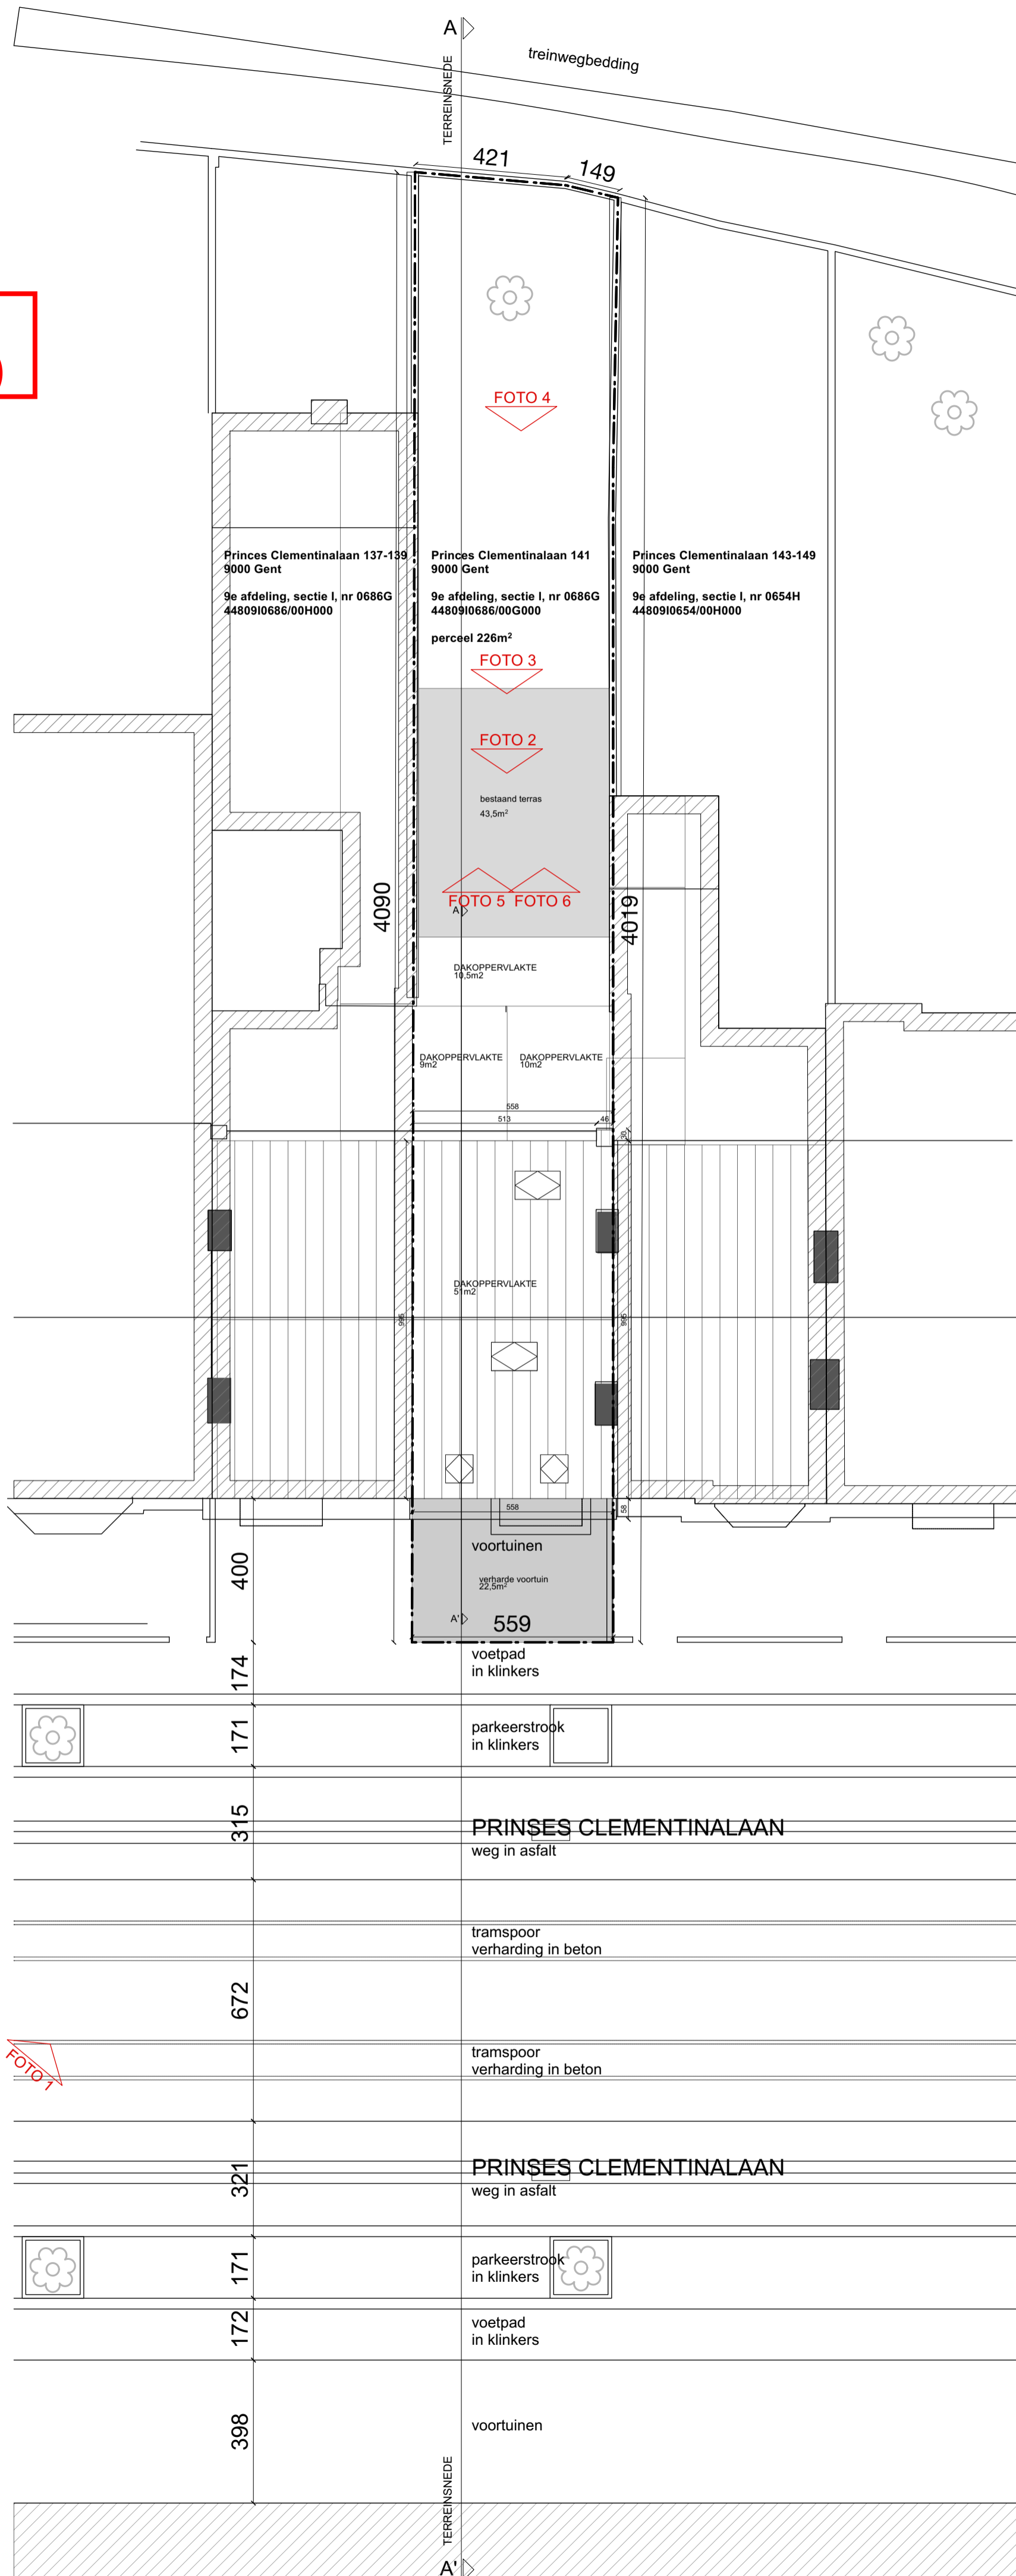 A
treinwegbedding
TERREINSNEDE
421
149
FOTO 4
Princes Clementinalaan 137-139
9000 Gent
9e afdeling, sectie I, nr 0686G
44809I0686/00H000
Princes Clementinalaan 141
9000 Gent
9e afdeling, sectie I, nr 0686G
44809I0686/00G000
perceel 226m²
Princes Clementinalaan 143-149
9000 Gent
9e afdeling, sectie I, nr 0654H
44809I0654/00H000
FOTO 3
FOTO 2
bestaand terras
43,5m²
4090
4019
FOTO 5
FOTO 6
A
DAKOPPERVLAKTE
10,5m2
DAKOPPERVLAKTE
9m2
DAKOPPERVLAKTE
10m2
558
513
46
30
DAKOPPERVLAKTE
51m2
995
995
558
58
voortuinen
400
verharde voortuin
22,5m²
A'
559
voetpad
in klinkers
174
parkeerstrook
in klinkers
171
315
PRINSES CLEMENTINALAAN
weg in asfalt
tramspoor
verharding in beton
672
tramspoor
verharding in beton
FOTO 1
321
PRINSES CLEMENTINALAAN
weg in asfalt
171
parkeerstrook
in klinkers
172
voetpad
in klinkers
398
voortuinen
TERREINSNEDE
A'